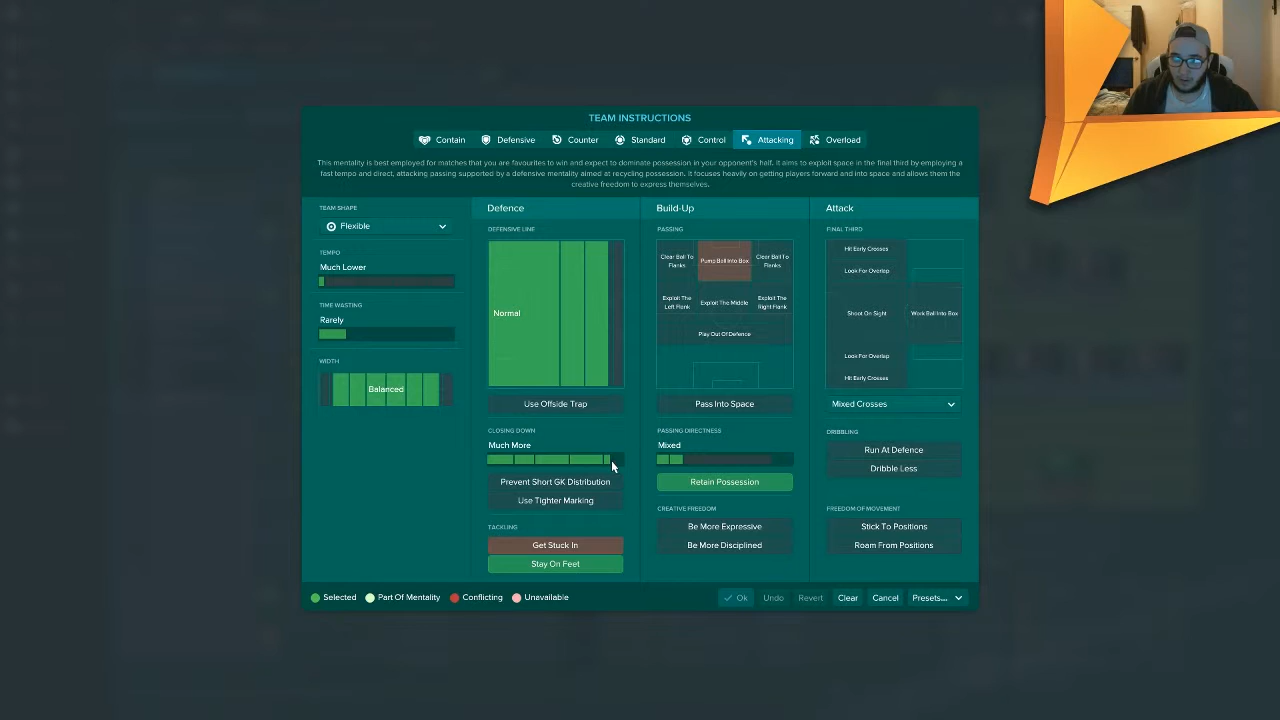 TEAM INSTRUCTIONS
Contain
Defensive
Counter
Standard
Control
Attacking
Overload
This mentality is best employed for matches that you are favourites to win and expect to dominate possession in your opponent's half. It aims to exploit space in the final third by employing a
fast tempo and direct, attacking passing supported by a defensive mentality aimed at recycling possession. It focuses heavily on getting players forward and into space and allows them the
creative freedom to express themselves.
TEAM SHAPE
Flexible
TEMPO
Much Lower
TIME WASTING
Rarely
WIDTH
Balanced
Defence
DEFENSIVE LINE
Normal
Use Offside Trap
CLOSING DOWN
Much More
Prevent Short GK Distribution
Use Tighter Marking
TACKLING
Get Stuck In
Stay On Feet
Build-Up
PASSING
Clear Ball To
Flanks
Pump Ball Into Box
Clear Ball To
Flanks
Exploit The
Left Flank
Exploit The Middle
Exploit The
Right Flank
Play Out Of Defence
Pass Into Space
PASSING DIRECTNESS
Mixed
Retain Possession
CREATIVE FREEDOM
Be More Expressive
Be More Disciplined
Attack
FINAL THIRD
Hit Early Crosses
Look For Overlap
Shoot On Sight
Work Ball Into Box
Look For Overlap
Hit Early Crosses
Mixed Crosses
DRIBBLING
Run At Defence
Dribble Less
FREEDOM OF MOVEMENT
Stick To Positions
Roam From Positions
Selected
Part Of Mentality
Conflicting
Unavailable
Ok
Undo
Revert
Clear
Cancel
Presets...